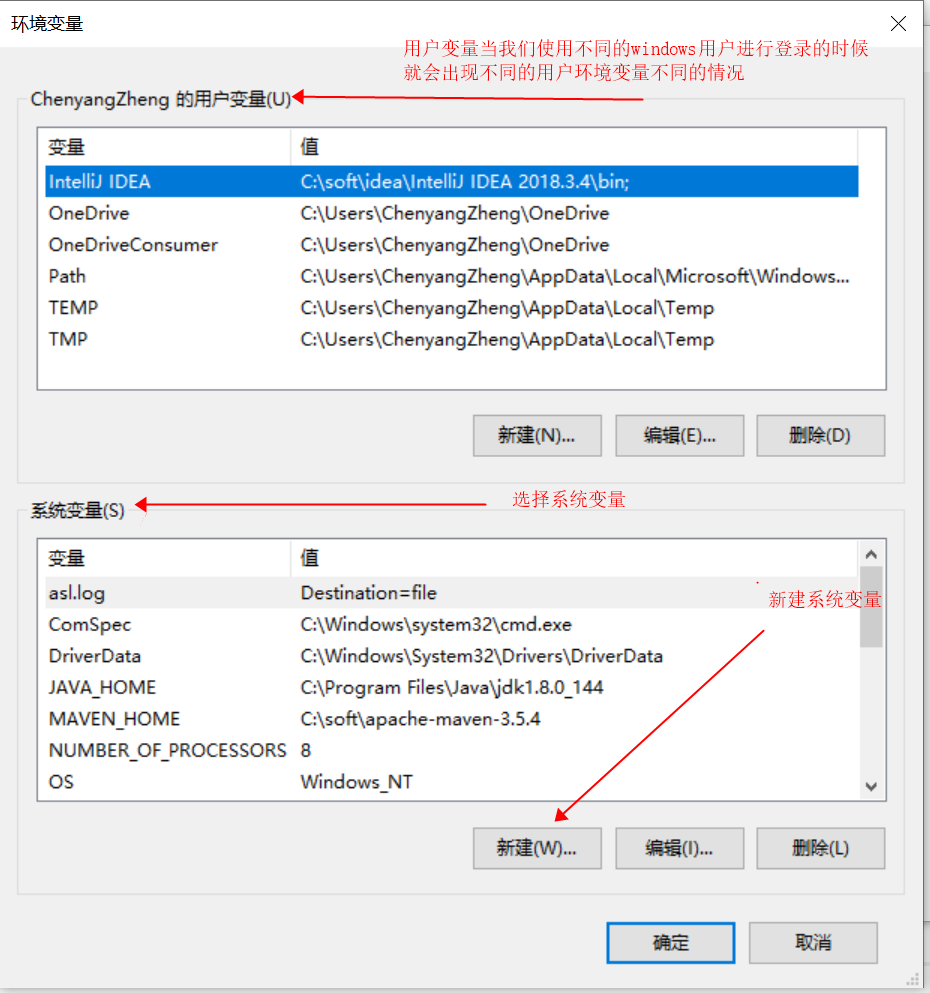 环境变量
用户变量当我们使用不同的windows用户进行登录的时候
就会出现不同的用户环境变量不同的情况
ChenyangZheng 的用户变量(U)
变量 值
IntelliJ IDEA C:\soft\idea\IntelliJ IDEA 2018.3.4\bin;
OneDrive C:\Users\ChenyangZheng\OneDrive
OneDriveConsumer C:\Users\ChenyangZheng\OneDrive
Path C:\Users\ChenyangZheng\AppData\Local\Microsoft\Windows...
TEMP C:\Users\ChenyangZheng\AppData\Local\Temp
TMP C:\Users\ChenyangZheng\AppData\Local\Temp
新建(N)... 编辑(E)... 删除(D)
系统变量(S) 选择系统变量
变量 值
asl.log Destination=file
新建系统变量
ComSpec C:\Windows\system32\cmd.exe
DriverData C:\Windows\System32\Drivers\DriverData
JAVA_HOME C:\Program Files\Java\jdk1.8.0_144
MAVEN_HOME C:\soft\apache-maven-3.5.4
NUMBER_OF_PROCESSORS 8
OS Windows_NT
新建(W)... 编辑(I)... 删除(L)
确定 取消